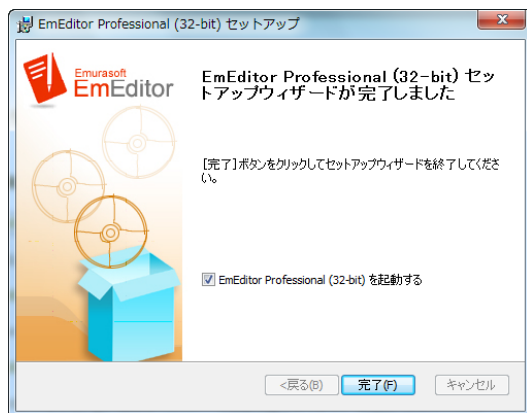 EmEditor Professional (32-bit) セットアップ
Emurasoft
EmEditor
EmEditor Professional (32-bit) セッ
トアップウィザードが完了しました
[完了]ボタンをクリックしてセットアップウィザードを終了してくださ
い。
EmEditor Professional (32-bit) を起動する
<戻る(B)
完了(F)
キャンセル